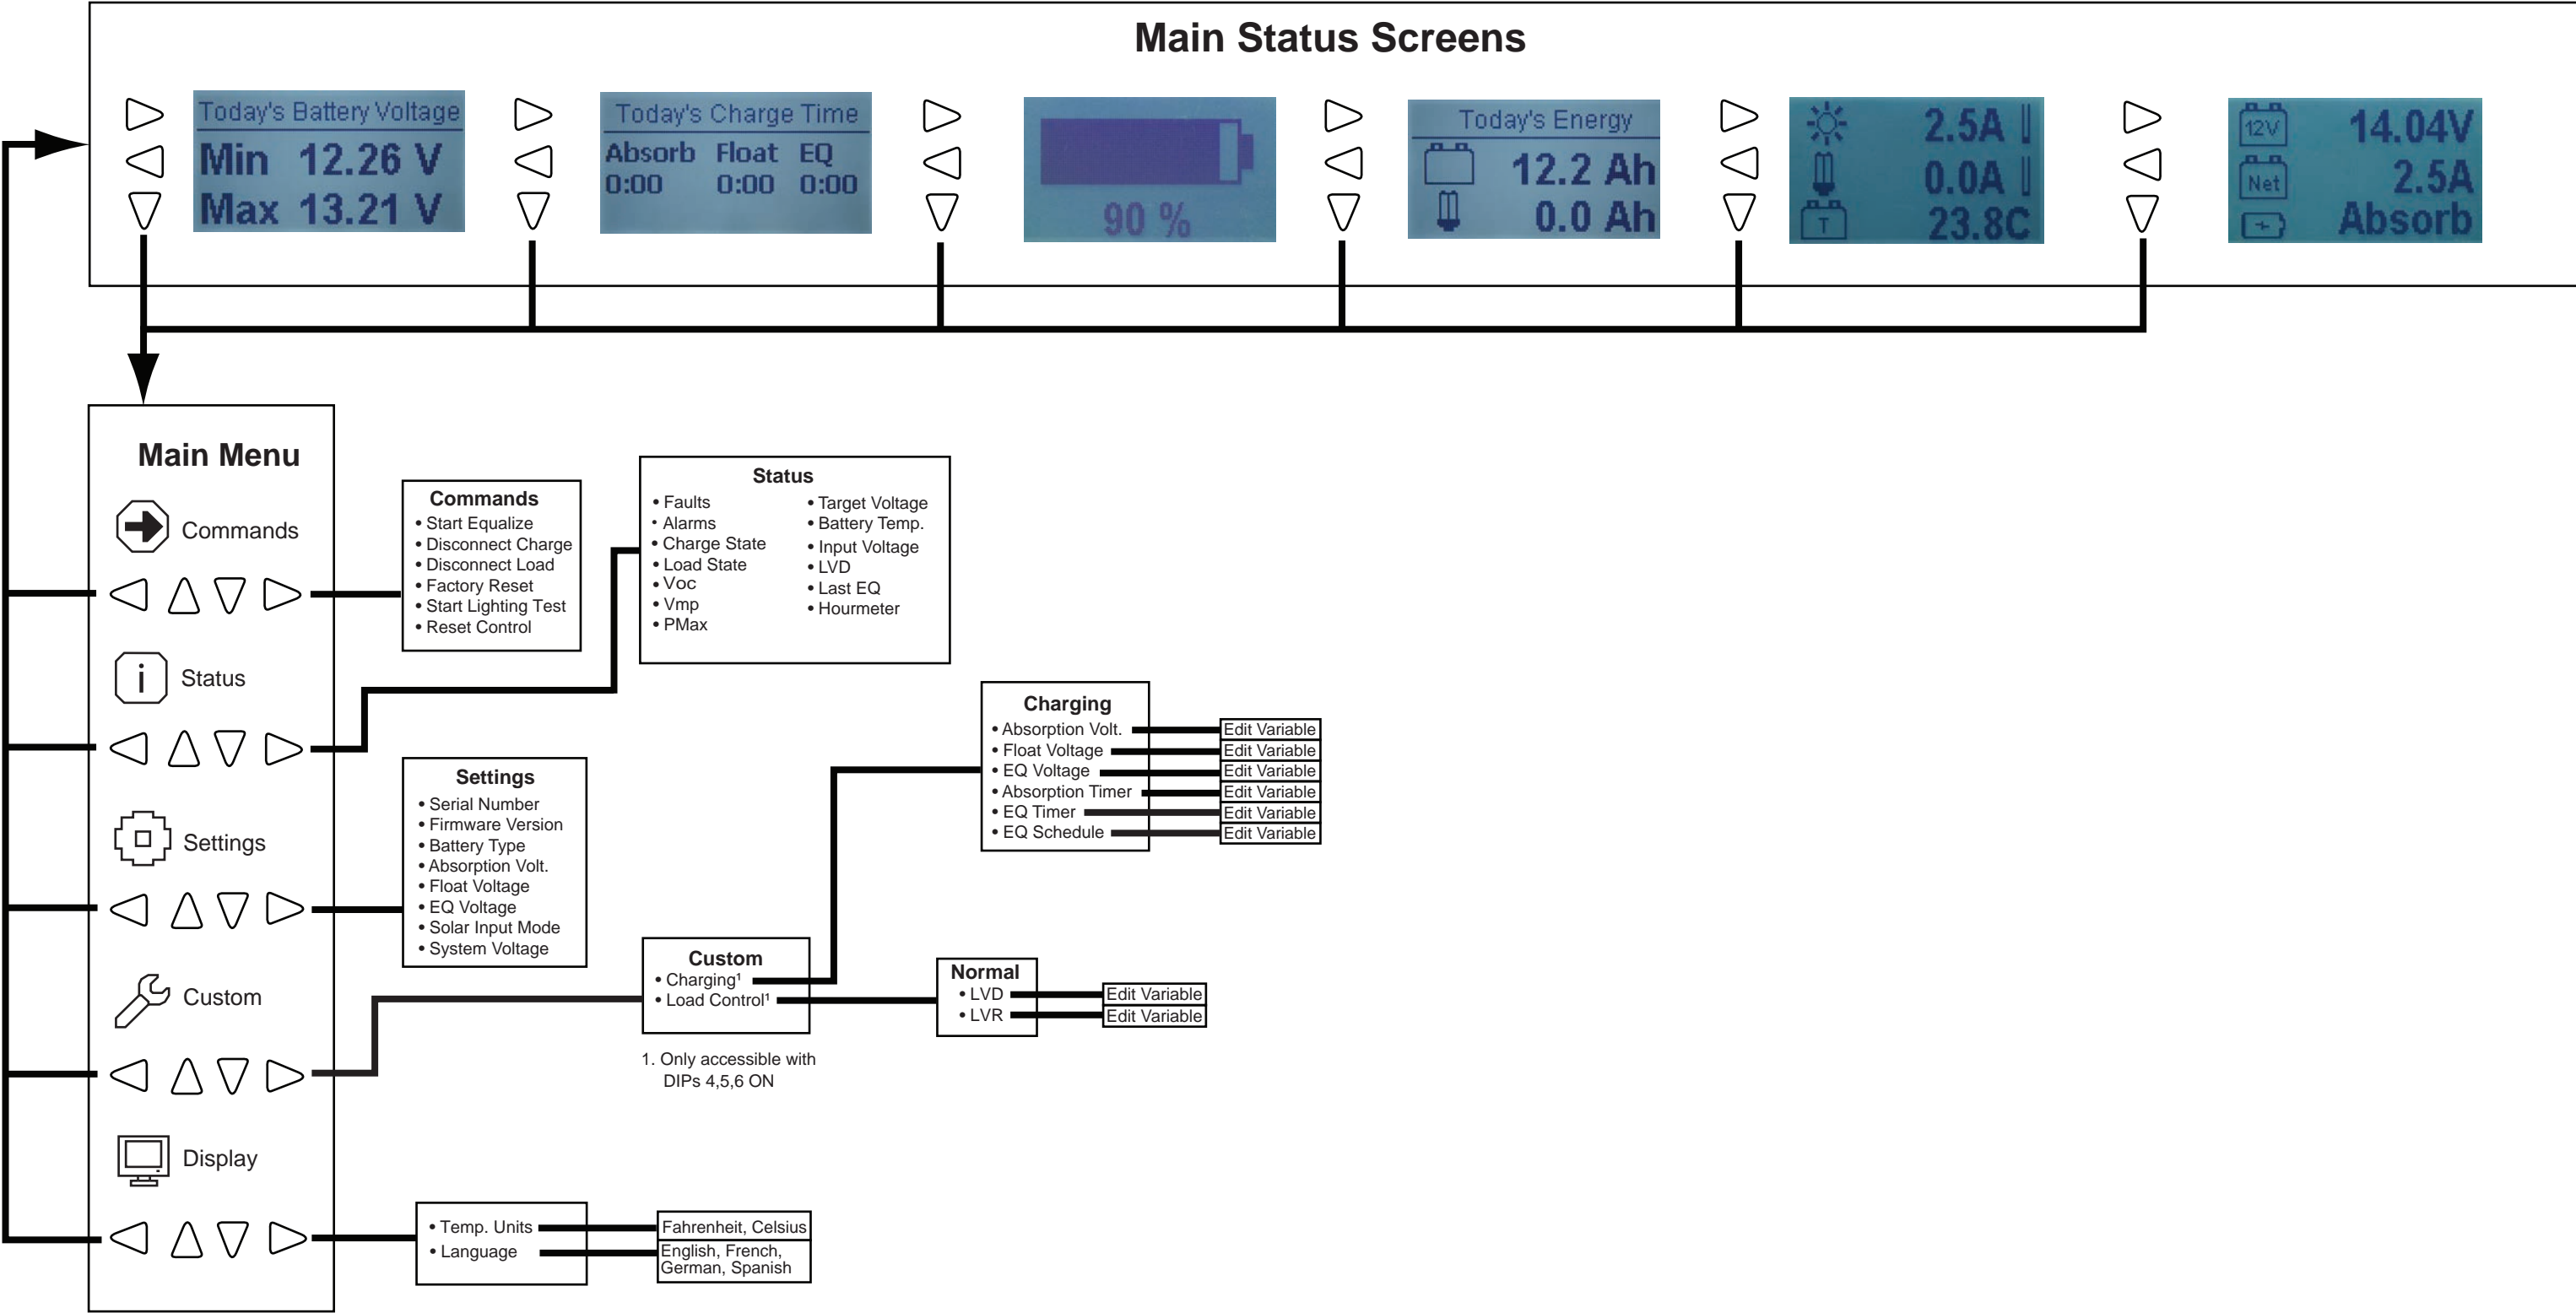 Main Status Screens
Today's Battery Voltage
Min 12.26 V
Max 13.21 V
Today's Charge Time
Absorb Float EQ
0:00 0:00 0:00
90 %
Today's Energy
12.2 Ah
0.0 Ah
2.5A
0.0A
T 23.8C
12V 14.04V
Net 2.5A
Absorb
Main Menu
Commands
Status
Settings
Custom
Display
Commands
• Start Equalize
• Disconnect Charge
• Disconnect Load
• Factory Reset
• Start Lighting Test
• Reset Control
Status
• Faults
• Alarms
• Charge State
• Load State
• Voc
• Vmp
• PMax
• Target Voltage
• Battery Temp.
• Input Voltage
• LVD
• Last EQ
• Hourmeter
Settings
• Serial Number
• Firmware Version
• Battery Type
• Absorption Volt.
• Float Voltage
• EQ Voltage
• Solar Input Mode
• System Voltage
Custom
• Charging¹
• Load Control¹
1. Only accessible with
DIPs 4,5,6 ON
Charging
• Absorption Volt. Edit Variable
• Float Voltage Edit Variable
• EQ Voltage Edit Variable
• Absorption Timer Edit Variable
• EQ Timer Edit Variable
• EQ Schedule Edit Variable
Normal
• LVD Edit Variable
• LVR Edit Variable
• Temp. Units Fahrenheit, Celsius
• Language English, French,
German, Spanish